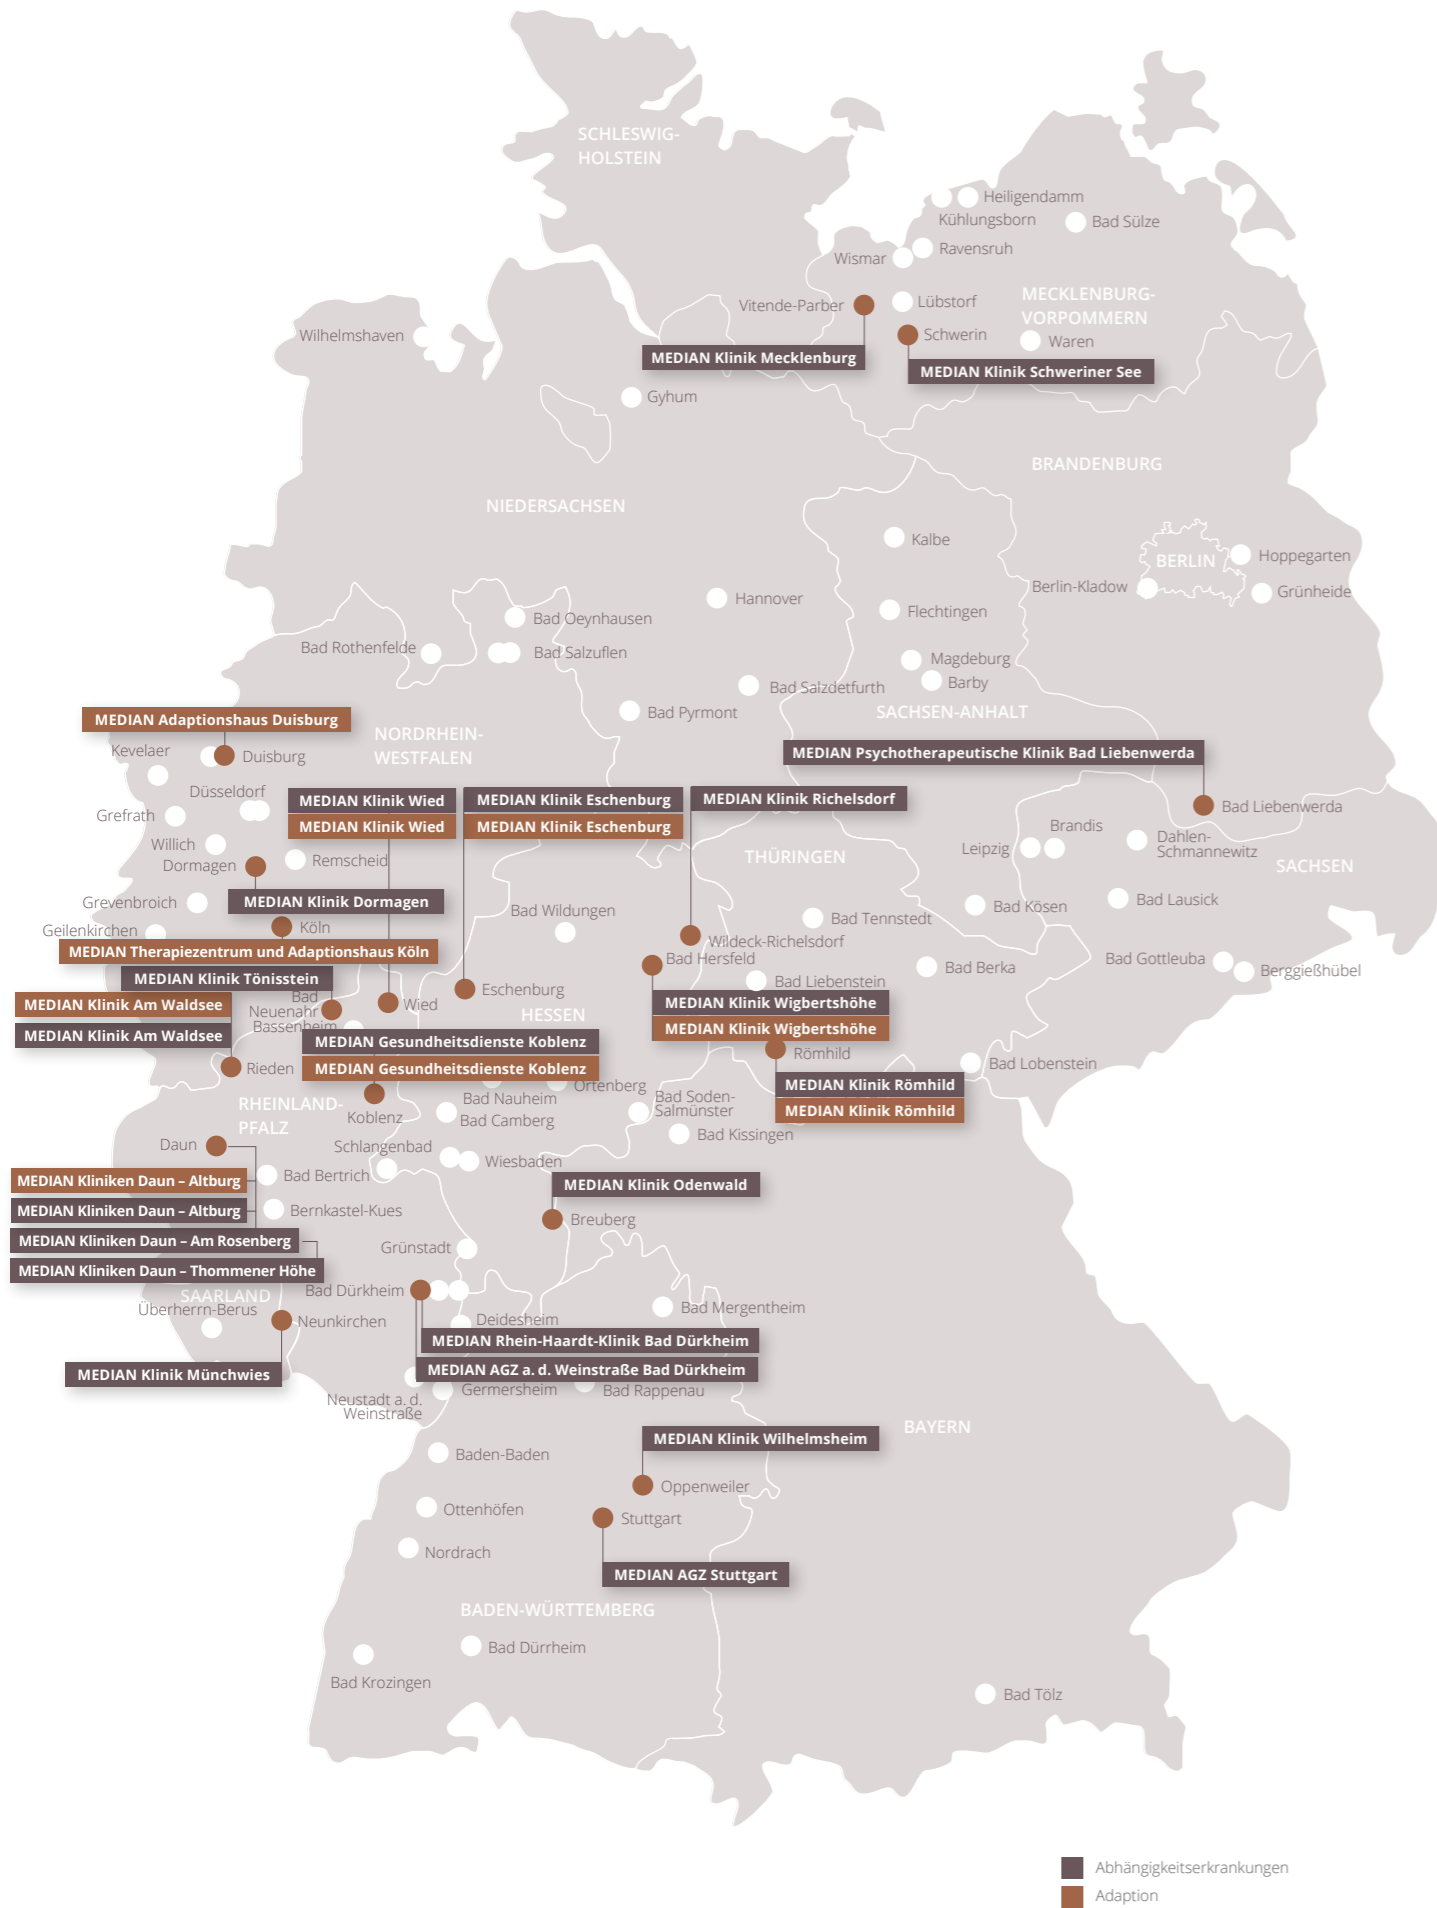 SCHLESWIG-
HOLSTEIN
Heiligendamm
Kühlungsborn
Bad Sülze
Ravensruh
Wismar
MECKLENBURG-
VORPOMMERN
Lübstorf
Vitende-Parber
Schwerin
Waren
Wilhelmshaven
MEDIAN Klinik Mecklenburg
MEDIAN Klinik Schweriner See
Gyhum
BRANDENBURG
NIEDERSACHSEN
Kalbe
Hoppegarten
BERLIN
Berlin-Kladow
Grünheide
Hannover
Flechtingen
Bad Oeynhausen
Bad Rothenfelde
Bad Salzuflen
Magdeburg
Barby
Bad Salzdetfurth
Bad Pyrmont
SACHSEN-ANHALT
MEDIAN Adaptionshaus Duisburg
NORDRHEIN-
WESTFALEN
Kevelaer
Duisburg
MEDIAN Psychotherapeutische Klinik Bad Liebenwerda
Düsseldorf
MEDIAN Klinik Wied
MEDIAN Klinik Eschenburg
MEDIAN Klinik Richelsdorf
Bad Liebenwerda
Grefrath
MEDIAN Klinik Wied
MEDIAN Klinik Eschenburg
Brandis
Willich
Leipzig
Dahlen-
Schmannewitz
THÜRINGEN
SACHSEN
Dormagen
Remscheid
Grevenbroich
MEDIAN Klinik Dormagen
Bad Wildungen
Bad Tennstedt
Bad Kösen
Bad Lausick
Geilenkirchen
Köln
Wildeck-Richelsdorf
MEDIAN Therapiezentrum und Adaptionshaus Köln
Bad Hersfeld
Bad Berka
Bad Gottleuba
Berggießhübel
MEDIAN Klinik Tönisstein
Bad Liebenstein
Eschenburg
Bad
Neuenahr
Wied
MEDIAN Klinik Am Waldsee
MEDIAN Klinik Wigbertshöhe
HESSEN
Bassenheim
MEDIAN Klinik Am Waldsee
MEDIAN Klinik Wigbertshöhe
MEDIAN Gesundheitsdienste Koblenz
Römhild
Rieden
MEDIAN Gesundheitsdienste Koblenz
Bad Lobenstein
Ortenberg
MEDIAN Klinik Römhild
RHEINLAND-
PFALZ
Koblenz
Bad Nauheim
Bad Camberg
Bad Soden-
Salmünster
MEDIAN Klinik Römhild
Bad Kissingen
Daun
Schlangenbad
Wiesbaden
Bad Bertrich
MEDIAN Kliniken Daun – Altburg
MEDIAN Klinik Odenwald
MEDIAN Kliniken Daun – Altburg
Bernkastel-Kues
Breuberg
MEDIAN Kliniken Daun – Am Rosenberg
Grünstadt
MEDIAN Kliniken Daun – Thommener Höhe
SAARLAND
Bad Dürkheim
Überherrn-Berus
Neunkirchen
Deidesheim
Bad Mergentheim
MEDIAN Rhein-Haardt-Klinik Bad Dürkheim
MEDIAN Klinik Münchwies
MEDIAN AGZ a. d. Weinstraße Bad Dürkheim
Germersheim
Bad Rappenau
Neustadt a. d.
Weinstraße
BAYERN
MEDIAN Klinik Wilhelmsheim
Baden-Baden
Oppenweiler
Ottenhöfen
Stuttgart
Nordrach
MEDIAN AGZ Stuttgart
BADEN-WÜRTTEMBERG
Bad Dürrheim
Bad Krozingen
Bad Tölz
Abhängigkeitserkrankungen
Adaption